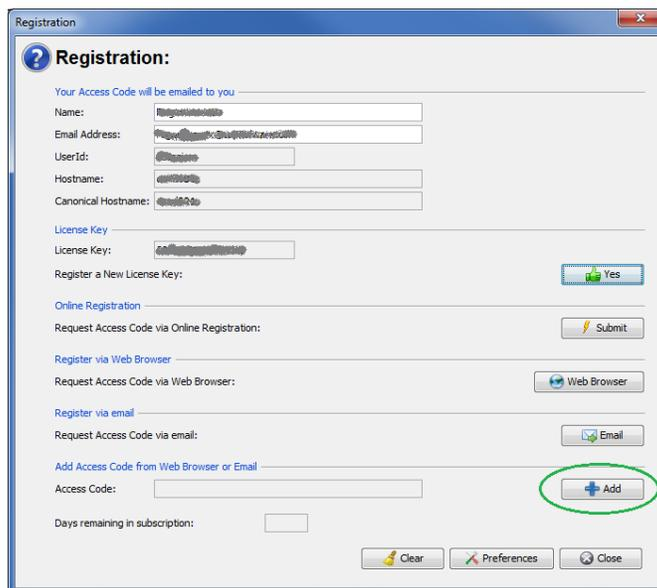 Registration
Registration:
Your Access Code will be emailed to you
Name:
Email Address:
UserId:
Hostname:
Canonical Hostname:
License Key
License Key:
Register a New License Key: Yes
Online Registration
Request Access Code via Online Registration: Submit
Register via Web Browser
Request Access Code via Web Browser: Web Browser
Register via email
Request Access Code via email: Email
Add Access Code from Web Browser or Email
Access Code: Add
Days remaining in subscription:
Clear Preferences Close